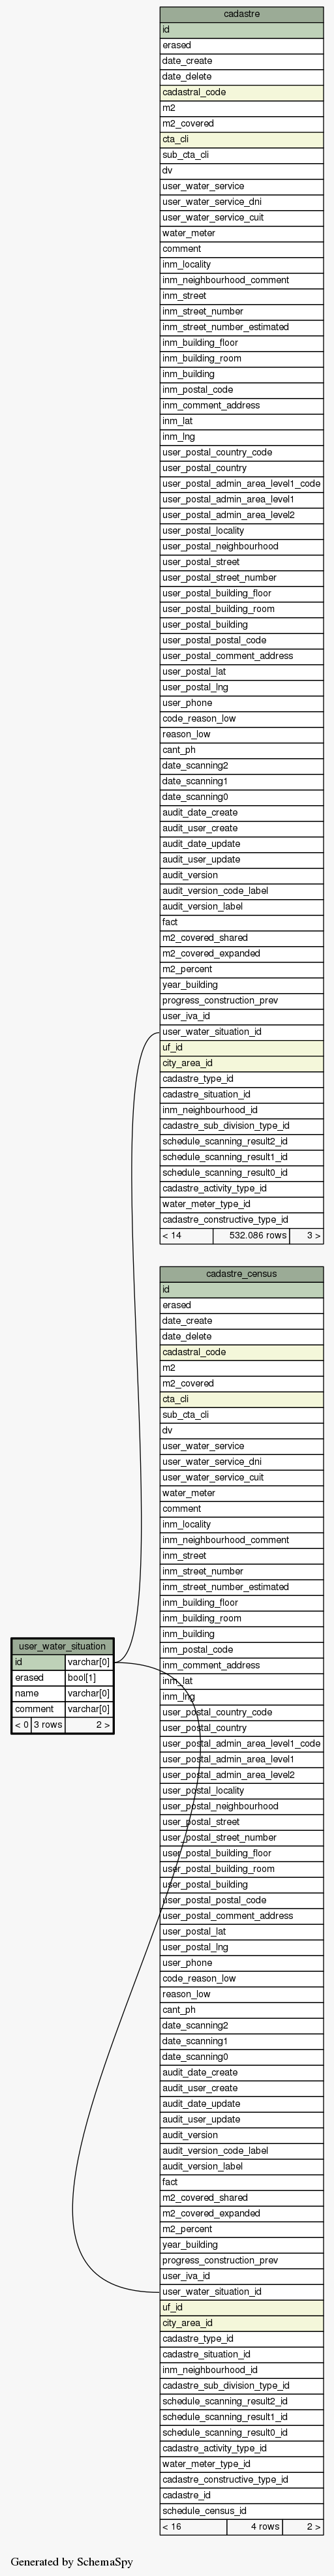 cadastre
id
erased
date_create
date_delete
cadastral_code
m2
m2_covered
cta_cli
sub_cta_cli
dv
user_water_service
user_water_service_dni
user_water_service_cuit
water_meter
comment
inm_locality
inm_neighbourhood_comment
inm_street
inm_street_number
inm_street_number_estimated
inm_building_floor
inm_building_room
inm_building
inm_postal_code
inm_comment_address
inm_lat
inm_lng
user_postal_country_code
user_postal_country
user_postal_admin_area_level1_code
user_postal_admin_area_level1
user_postal_admin_area_level2
user_postal_locality
user_postal_neighbourhood
user_postal_street
user_postal_street_number
user_postal_building_floor
user_postal_building_room
user_postal_building
user_postal_postal_code
user_postal_comment_address
user_postal_lat
user_postal_lng
user_phone
code_reason_low
reason_low
cant_ph
date_scanning2
date_scanning1
date_scanning0
audit_date_create
audit_user_create
audit_date_update
audit_user_update
audit_version
audit_version_code_label
audit_version_label
fact
m2_covered_shared
m2_covered_expanded
m2_percent
year_building
progress_construction_prev
user_iva_id
user_water_situation_id
uf_id
city_area_id
cadastre_type_id
cadastre_situation_id
inm_neighbourhood_id
cadastre_sub_division_type_id
schedule_scanning_result2_id
schedule_scanning_result1_id
schedule_scanning_result0_id
cadastre_activity_type_id
water_meter_type_id
cadastre_constructive_type_id
< 14 532.086 rows 3 >
cadastre_census
id
erased
date_create
date_delete
cadastral_code
m2
m2_covered
cta_cli
sub_cta_cli
dv
user_water_service
user_water_service_dni
user_water_service_cuit
water_meter
comment
inm_locality
inm_neighbourhood_comment
inm_street
inm_street_number
inm_street_number_estimated
inm_building_floor
inm_building_room
inm_building
inm_postal_code
inm_comment_address
inm_lat
inm_lng
user_postal_country_code
user_postal_country
user_postal_admin_area_level1_code
user_postal_admin_area_level1
user_postal_admin_area_level2
user_postal_locality
user_postal_neighbourhood
user_postal_street
user_postal_street_number
user_postal_building_floor
user_postal_building_room
user_postal_building
user_postal_postal_code
user_postal_comment_address
user_postal_lat
user_postal_lng
user_phone
code_reason_low
reason_low
cant_ph
date_scanning2
date_scanning1
date_scanning0
audit_date_create
audit_user_create
audit_date_update
audit_user_update
audit_version
audit_version_code_label
audit_version_label
fact
m2_covered_shared
m2_covered_expanded
m2_percent
year_building
progress_construction_prev
user_iva_id
user_water_situation_id
uf_id
city_area_id
cadastre_type_id
cadastre_situation_id
inm_neighbourhood_id
cadastre_sub_division_type_id
schedule_scanning_result2_id
schedule_scanning_result1_id
schedule_scanning_result0_id
cadastre_activity_type_id
water_meter_type_id
cadastre_constructive_type_id
cadastre_id
schedule_census_id
< 16 4 rows 2 >
user_water_situation
id varchar[0]
erased bool[1]
name varchar[0]
comment varchar[0]
< 0 3 rows 2 >
Generated by SchemaSpy